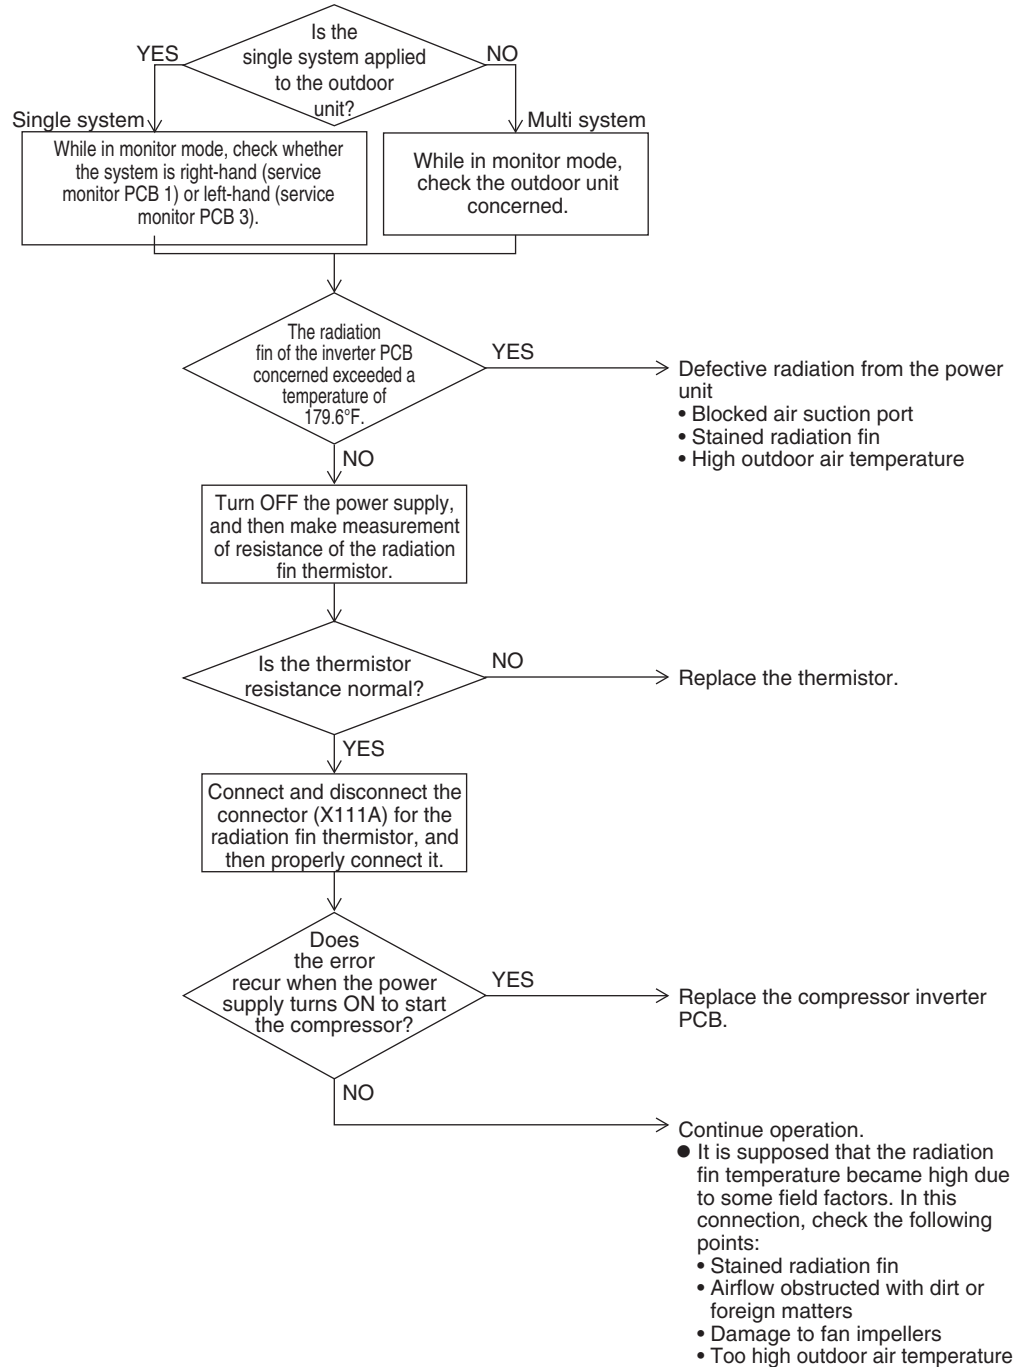 Is the
single system applied
to the outdoor
unit?
YES
NO
Single system
Multi system
While in monitor mode, check whether
the system is right-hand (service
monitor PCB 1) or left-hand (service
monitor PCB 3).
While in monitor mode,
check the outdoor unit
concerned.
The radiation
fin of the inverter PCB
concerned exceeded a
temperature of
179.6°F.
YES
Defective radiation from the power
unit
• Blocked air suction port
• Stained radiation fin
• High outdoor air temperature
NO
Turn OFF the power supply,
and then make measurement
of resistance of the radiation
fin thermistor.
Is the thermistor
resistance normal?
NO
Replace the thermistor.
YES
Connect and disconnect the
connector (X111A) for the
radiation fin thermistor, and
then properly connect it.
Does
the error
recur when the power
supply turns ON to start
the compressor?
YES
Replace the compressor inverter
PCB.
NO
Continue operation.
● It is supposed that the radiation
fin temperature became high due
to some field factors. In this
connection, check the following
points:
• Stained radiation fin
• Airflow obstructed with dirt or
foreign matters
• Damage to fan impellers
• Too high outdoor air temperature